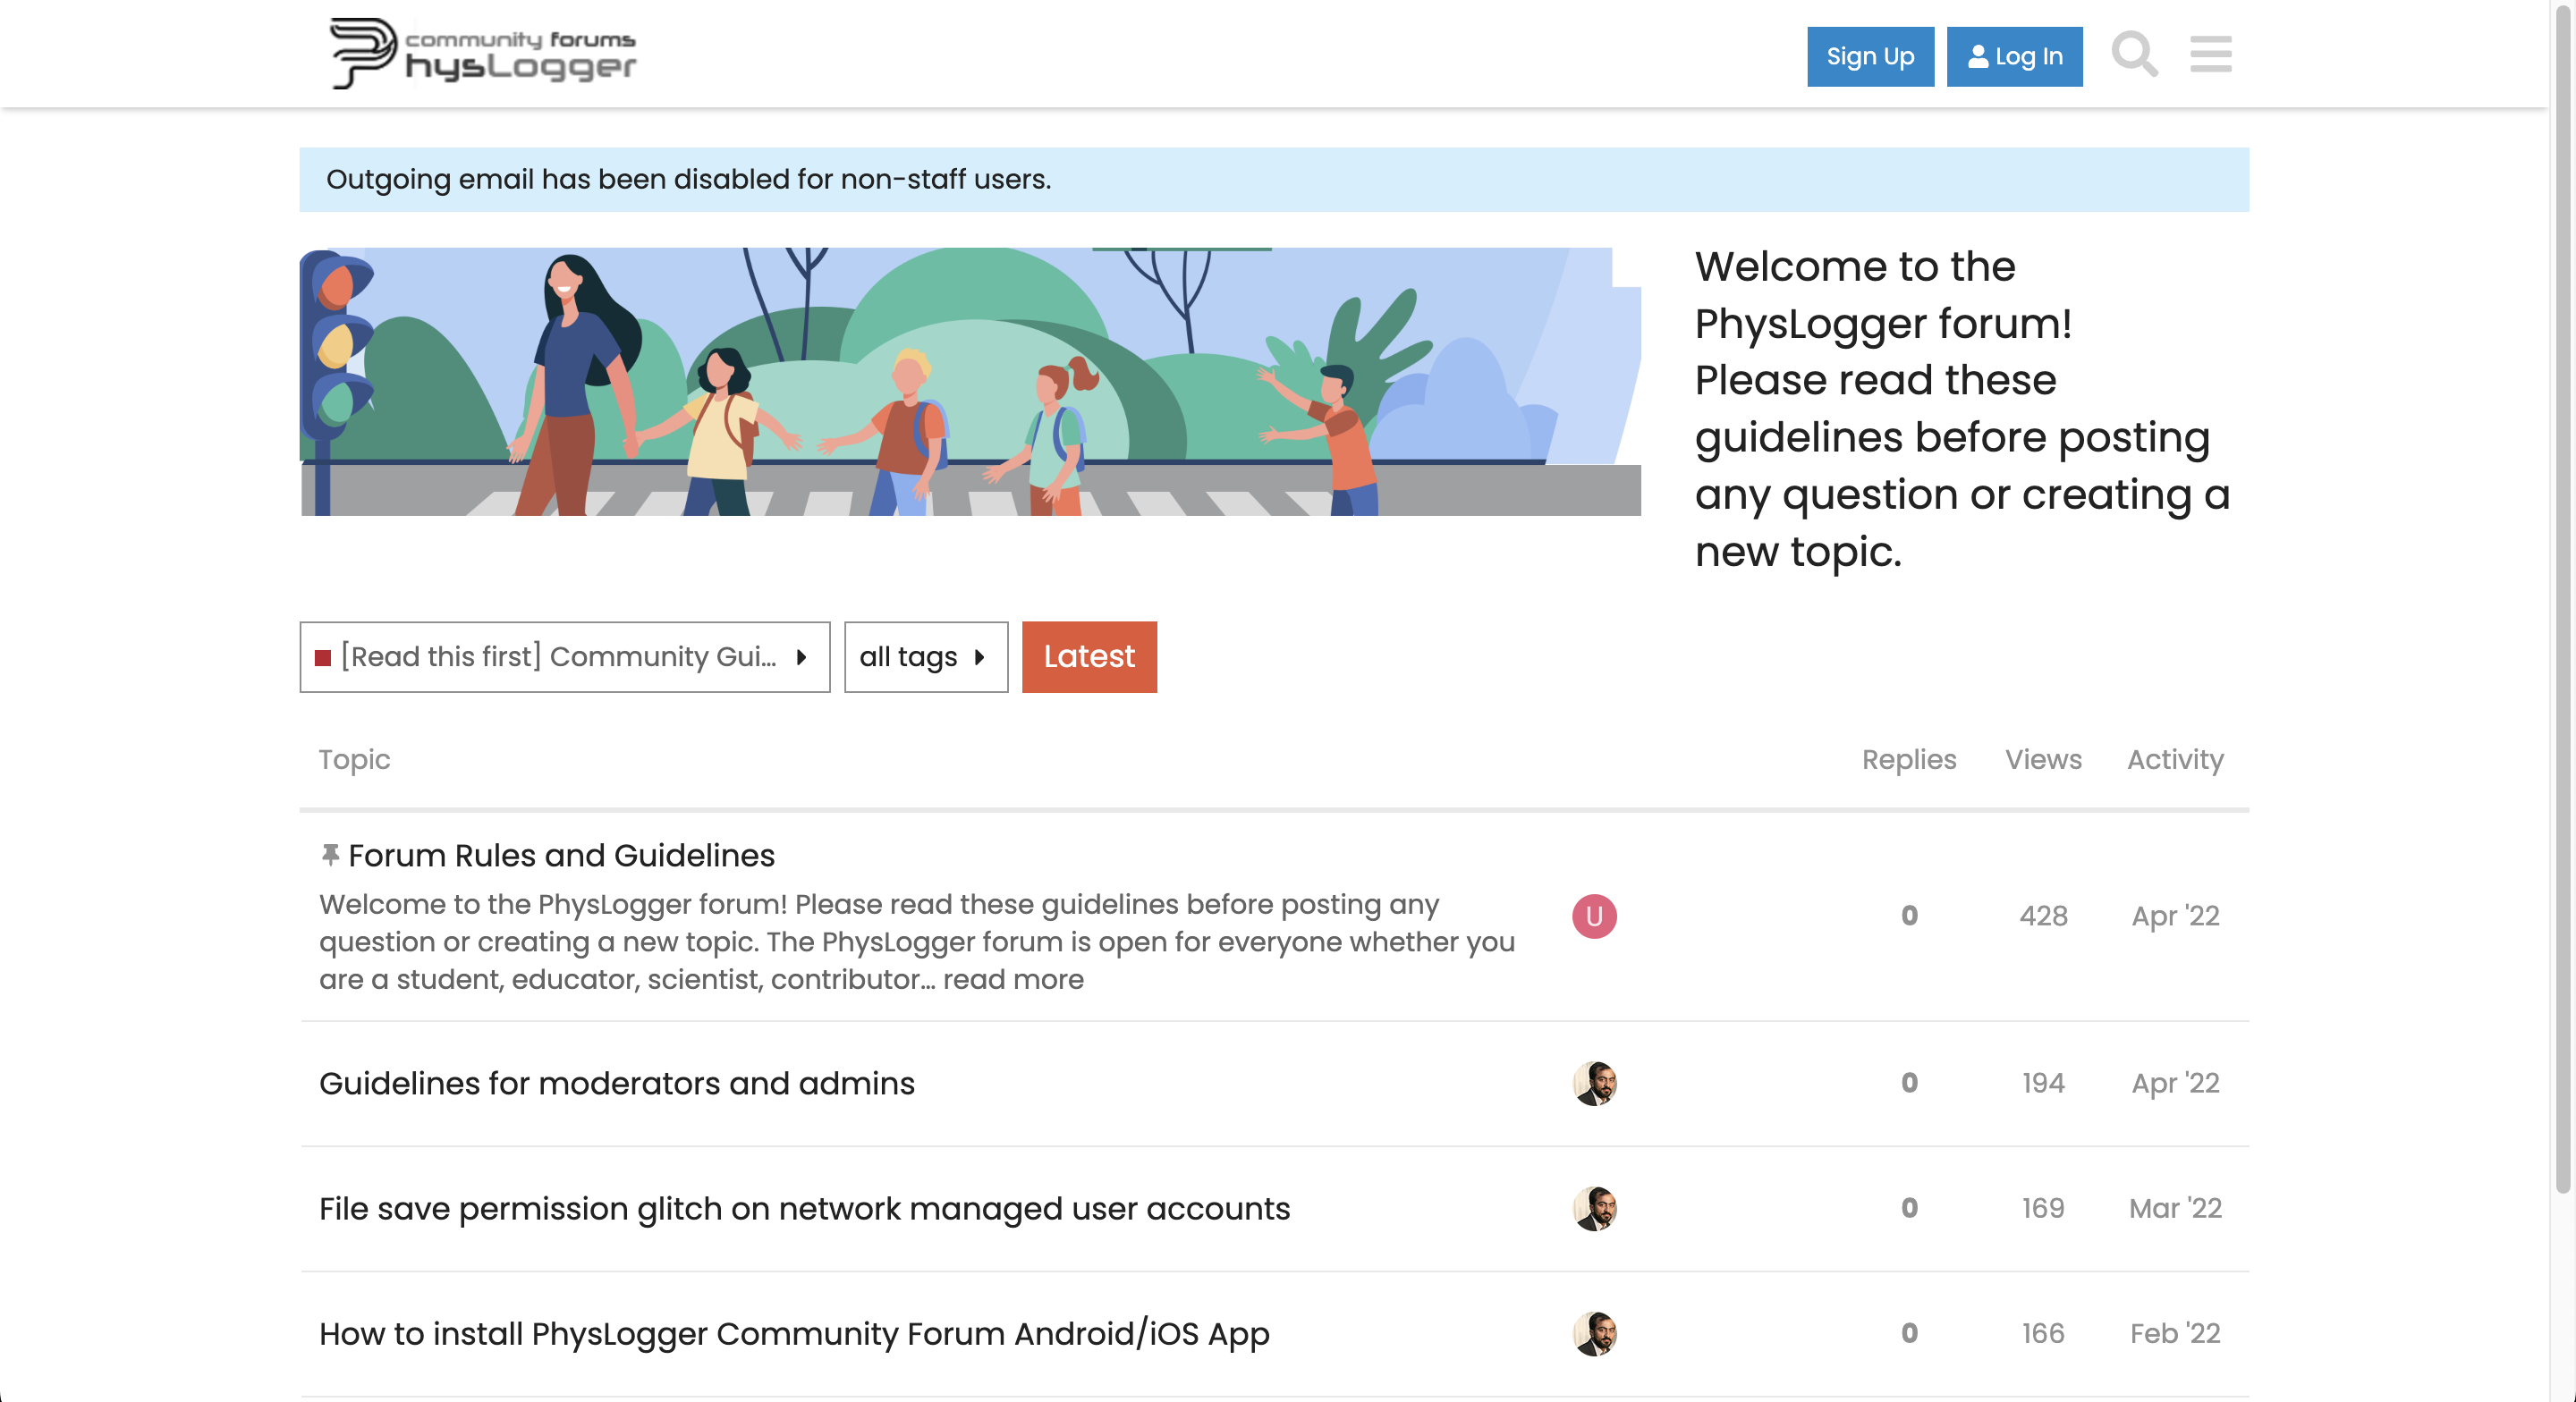 community forums
hysLogger
Sign Up
Log In
Outgoing email has been disabled for non-staff users.
Welcome to the
PhysLogger forum!
Please read these
guidelines before posting
any question or creating a
new topic.
[Read this first] Community Gui...
all tags
Latest
Topic Replies Views Activity
Forum Rules and Guidelines
Welcome to the PhysLogger forum! Please read these guidelines before posting any
question or creating a new topic. The PhysLogger forum is open for everyone whether you
are a student, educator, scientist, contributor... read more
U 0 428 Apr '22
Guidelines for moderators and admins 0 194 Apr '22
File save permission glitch on network managed user accounts 0 169 Mar '22
How to install PhysLogger Community Forum Android/iOS App 0 166 Feb '22